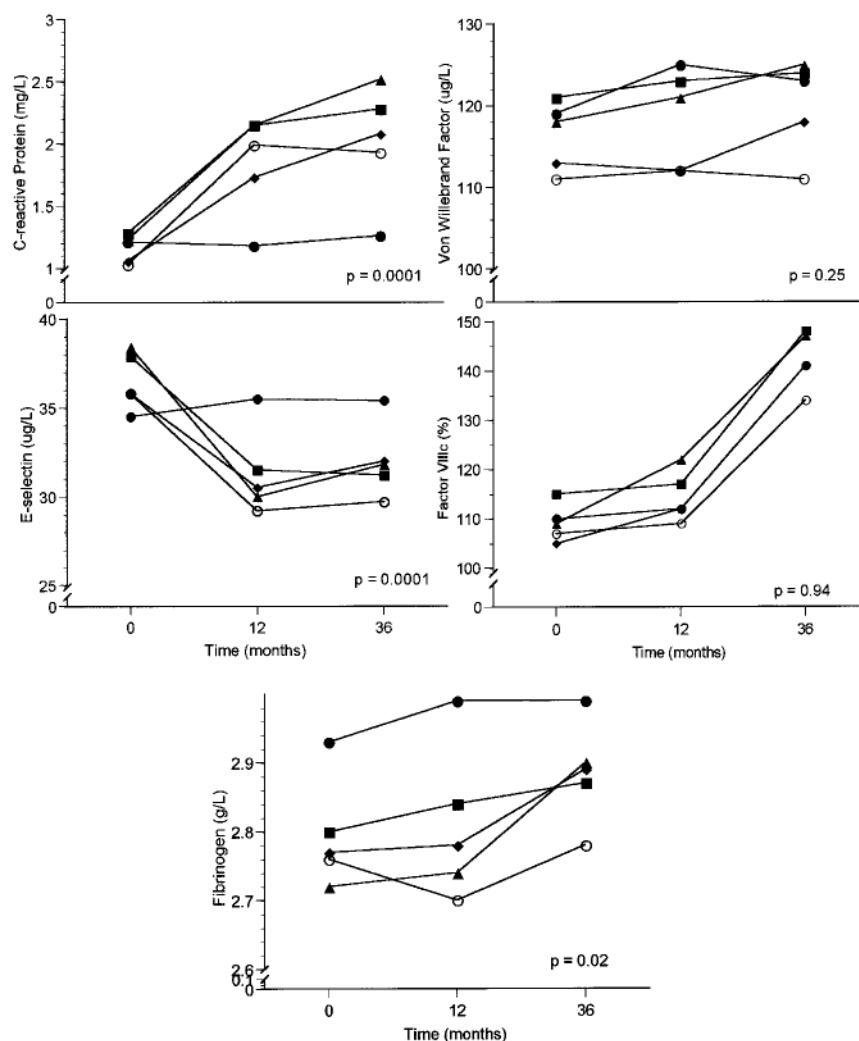 C-reactive Protein (mg/L)
3
2.5
2
1.5
1
0
p = 0.0001
Von Willebrand Factor (ug/L)
130
120
110
100
0
p = 0.25
E-selectin (ug/L)
40
35
30
25
0
p = 0.0001
0
12
36
Time (months)
Factor VIIIc (%)
150
140
130
120
110
100
0
p = 0.94
0
12
36
Time (months)
Fibrinogen (g/L)
2.9
2.8
2.7
2.6
0.1
0
p = 0.02
0
12
36
Time (months)